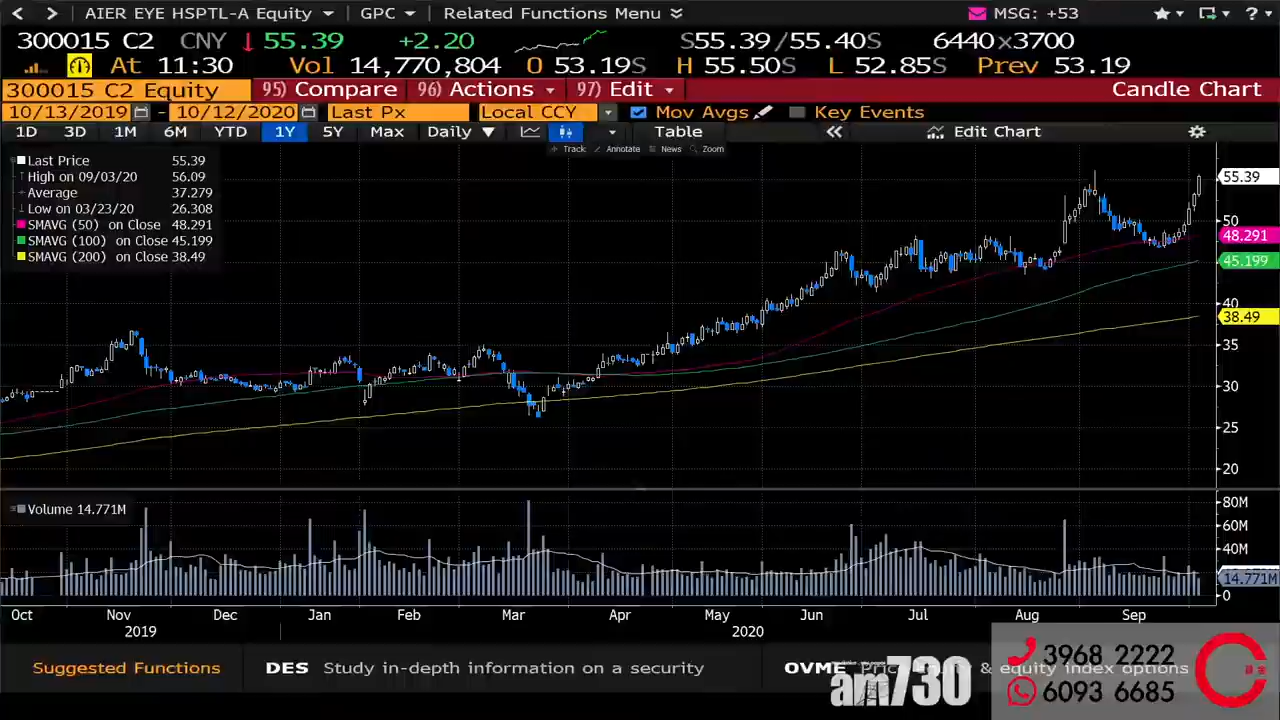 AIER EYE HSPTL-A Equity GPC Related Functions Menu MSG: +53 ?
300015 C2 CNY 55.39 +2.20 S55.39/55.40S 6440x3700
At 11:30 Vol 14,770,804 O 53.19S H 55.50S L 52.85S Prev 53.19
300015 C2 Equity 95) Compare 96) Actions 97) Edit Candle Chart
10/13/2019 - 10/12/2020 Last Px Local CCY Mov Avgs Key Events
1D 3D 1M 6M YTD 1Y 5Y Max Daily Table Edit Chart
Track Annotate News Zoom
Last Price 55.39
High on 09/03/20 56.09
Average 37.279
Low on 03/23/20 26.308
SMAVG (50) on Close 48.291
SMAVG (100) on Close 45.199
SMAVG (200) on Close 38.49
55.39
50
48.291
45.199
40
38.49
35
30
25
20
Volume 14.771M
80M
60M
40M
14.771M
0
Oct Nov Dec Jan Feb Mar Apr May Jun Jul Aug Sep
2019 2020
Suggested Functions DES Study in-depth information on a security OVME Price equity & equity index options
am730
3968 2222
6093 6685